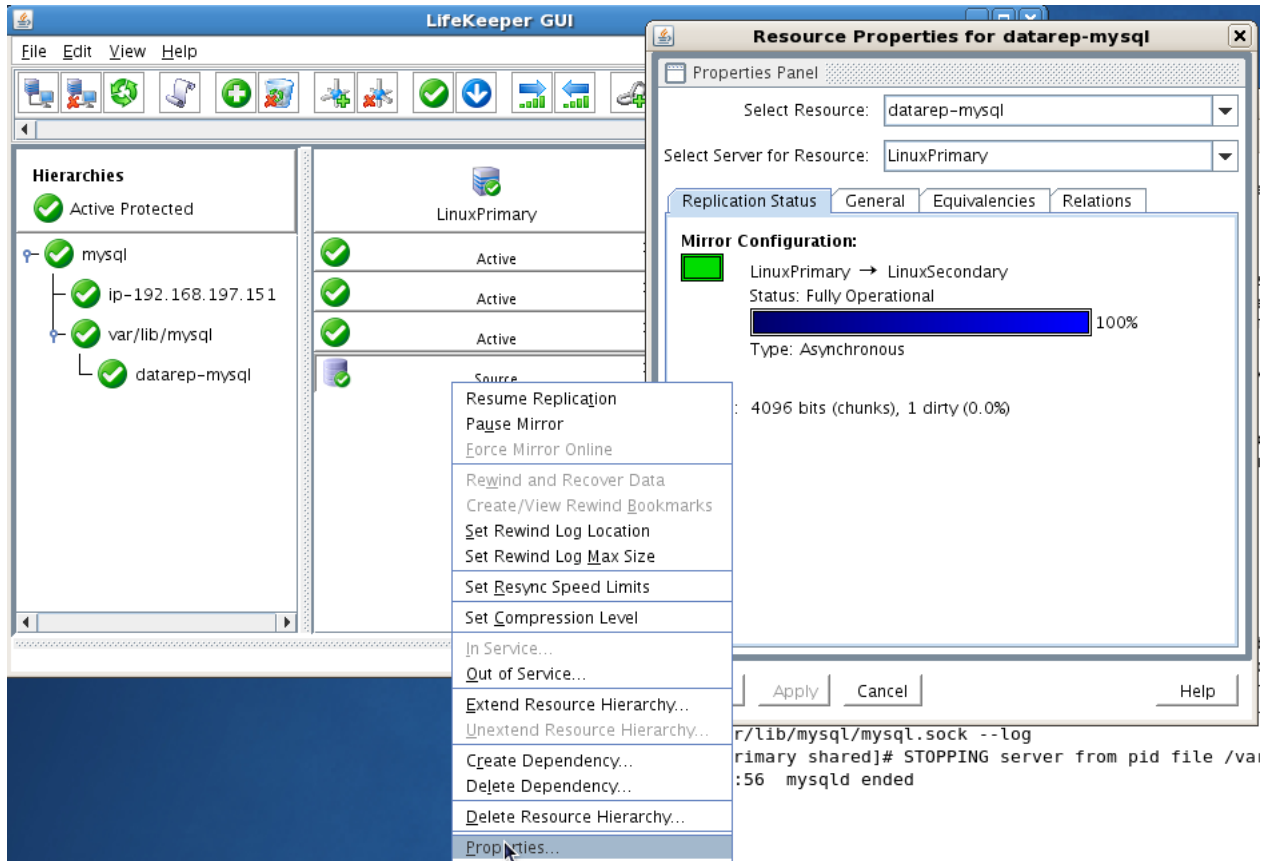 LifeKeeper GUI
File Edit View Help
Hierarchies
Active Protected
mysql
ip-192.168.197.151
var/lib/mysql
datarep-mysql
LinuxPrimary
Active
Active
Active
Source
Resource Properties for datarep-mysql
Properties Panel
Select Resource: datarep-mysql
Select Server for Resource: LinuxPrimary
Replication Status General Equivalencies Relations
Mirror Configuration:
LinuxPrimary → LinuxSecondary
Status: Fully Operational
100%
Type: Asynchronous
: 4096 bits (chunks), 1 dirty (0.0%)
Apply Cancel Help
Resume Replication
Pause Mirror
Force Mirror Online
Rewind and Recover Data
Create/View Rewind Bookmarks
Set Rewind Log Location
Set Rewind Log Max Size
Set Resync Speed Limits
Set Compression Level
In Service...
Out of Service...
Extend Resource Hierarchy...
Unextend Resource Hierarchy...
Create Dependency...
Delete Dependency...
Delete Resource Hierarchy...
Properties...
r/lib/mysql/mysql.sock --log
rimary shared]# STOPPING server from pid file /va
:56 mysqld ended